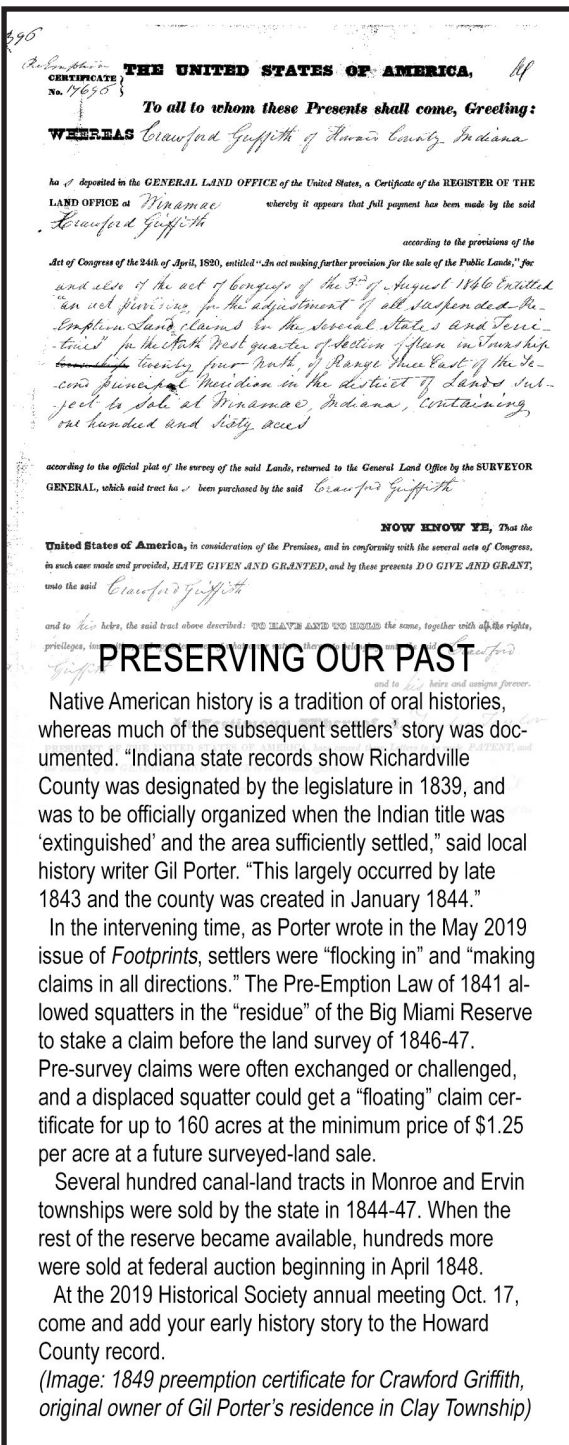 396
Pre Emption
CERTIFICATE
No. 17696
THE UNITED STATES OF AMERICA,
To all to whom these Presents shall come, Greeting:
WHEREAS Crawford Griffith of Howard County Indiana
ha s deposited in the GENERAL LAND OFFICE of the United States, a Certificate of the REGISTER OF THE
LAND OFFICE at Winamac whereby it appears that full payment has been made by the said
Crawford Griffith
according to the provisions of the
Act of Congress of the 24th of April, 1820, entitled "An act making further provision for the sale of the Public Lands," for
and also of the act of Congress of the 3rd of August 1846 Entitled
"an act providing for the adjustment of all suspended Pre-
Emption Land claims in the several States and Terri-
tories" for the North West quarter of Section fifteen in Township
twenty four North, of Range three East of the Se-
cond principal Meridian in the district of Lands Sub-
ject to Sale at Winamac, Indiana, Containing
one hundred and sixty acres
according to the official plat of the survey of the said Lands, returned to the General Land Office by the SURVEYOR
GENERAL, which said tract ha s been purchased by the said Crawford Griffith
NOW KNOW YE, That the
United States of America, in consideration of the Premises, and in conformity with the several acts of Congress,
in such case made and provided, HAVE GIVEN AND GRANTED, and by these presents DO GIVE AND GRANT,
unto the said Crawford Griffith
and to his heirs, the said tract above described: TO HAVE AND TO HOLD the same, together with all the rights,
privileges, Crawford
Griffith and to his heirs and assigns forever.
PRESERVING OUR PAST
Native American history is a tradition of oral histories,
whereas much of the subsequent settlers' story was doc-
umented. “Indiana state records show Richardville
County was designated by the legislature in 1839, and
was to be officially organized when the Indian title was
‘extinguished’ and the area sufficiently settled,” said local
history writer Gil Porter. “This largely occurred by late
1843 and the county was created in January 1844.”
In the intervening time, as Porter wrote in the May 2019
issue of Footprints, settlers were “flocking in” and “making
claims in all directions.” The Pre-Emption Law of 1841 al-
lowed squatters in the “residue” of the Big Miami Reserve
to stake a claim before the land survey of 1846-47.
Pre-survey claims were often exchanged or challenged,
and a displaced squatter could get a “floating” claim cer-
tificate for up to 160 acres at the minimum price of $1.25
per acre at a future surveyed-land sale.
Several hundred canal-land tracts in Monroe and Ervin
townships were sold by the state in 1844-47. When the
rest of the reserve became available, hundreds more
were sold at federal auction beginning in April 1848.
At the 2019 Historical Society annual meeting Oct. 17,
come and add your early history story to the Howard
County record.
(Image: 1849 preemption certificate for Crawford Griffith,
original owner of Gil Porter’s residence in Clay Township)